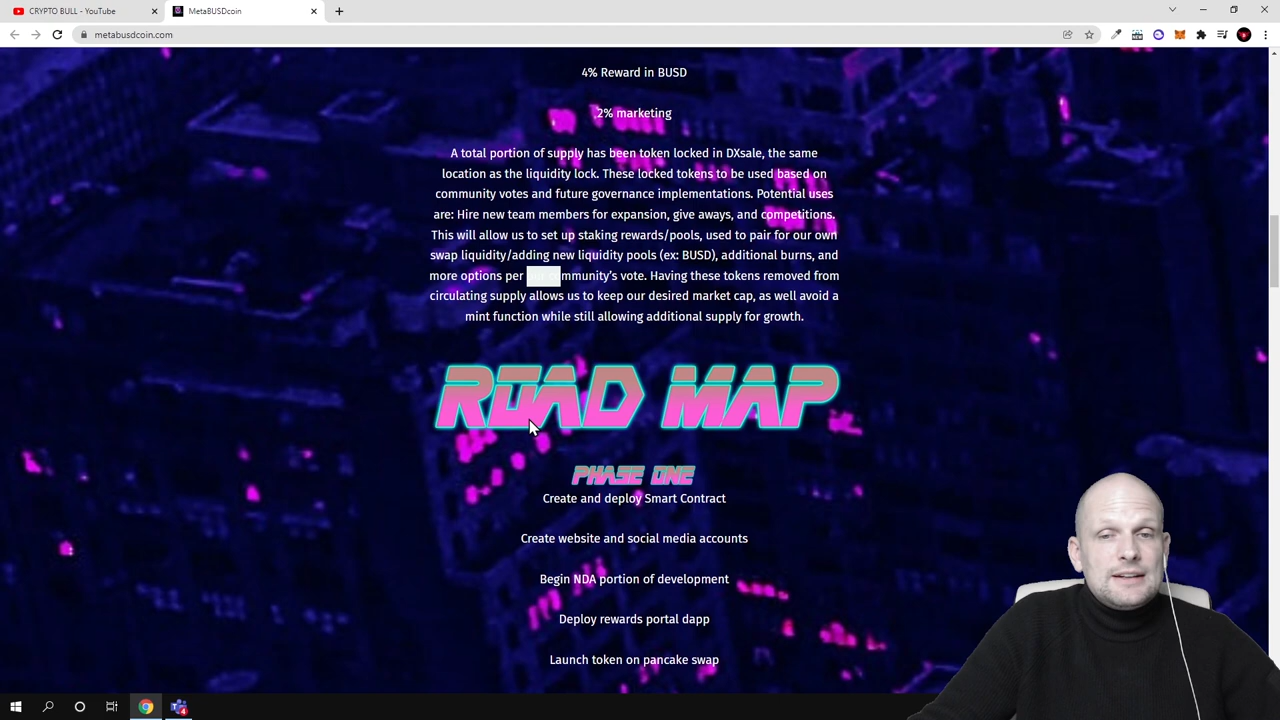 CRYPTO BULL - YouTube
MetaBUSDcoin
metabusdcoin.com
4% Reward in BUSD
2% marketing
A total portion of supply has been token locked in DXsale, the same
location as the liquidity lock. These locked tokens to be used based on
community votes and future governance implementations. Potential uses
are: Hire new team members for expansion, give aways, and competitions.
This will allow us to set up staking rewards/pools, used to pair for our own
swap liquidity/adding new liquidity pools (ex: BUSD), additional burns, and
more options per our community's vote. Having these tokens removed from
circulating supply allows us to keep our desired market cap, as well avoid a
mint function while still allowing additional supply for growth.
ROAD MAP
PHASE ONE
Create and deploy Smart Contract
Create website and social media accounts
Begin NDA portion of development
Deploy rewards portal dapp
Launch token on pancake swap